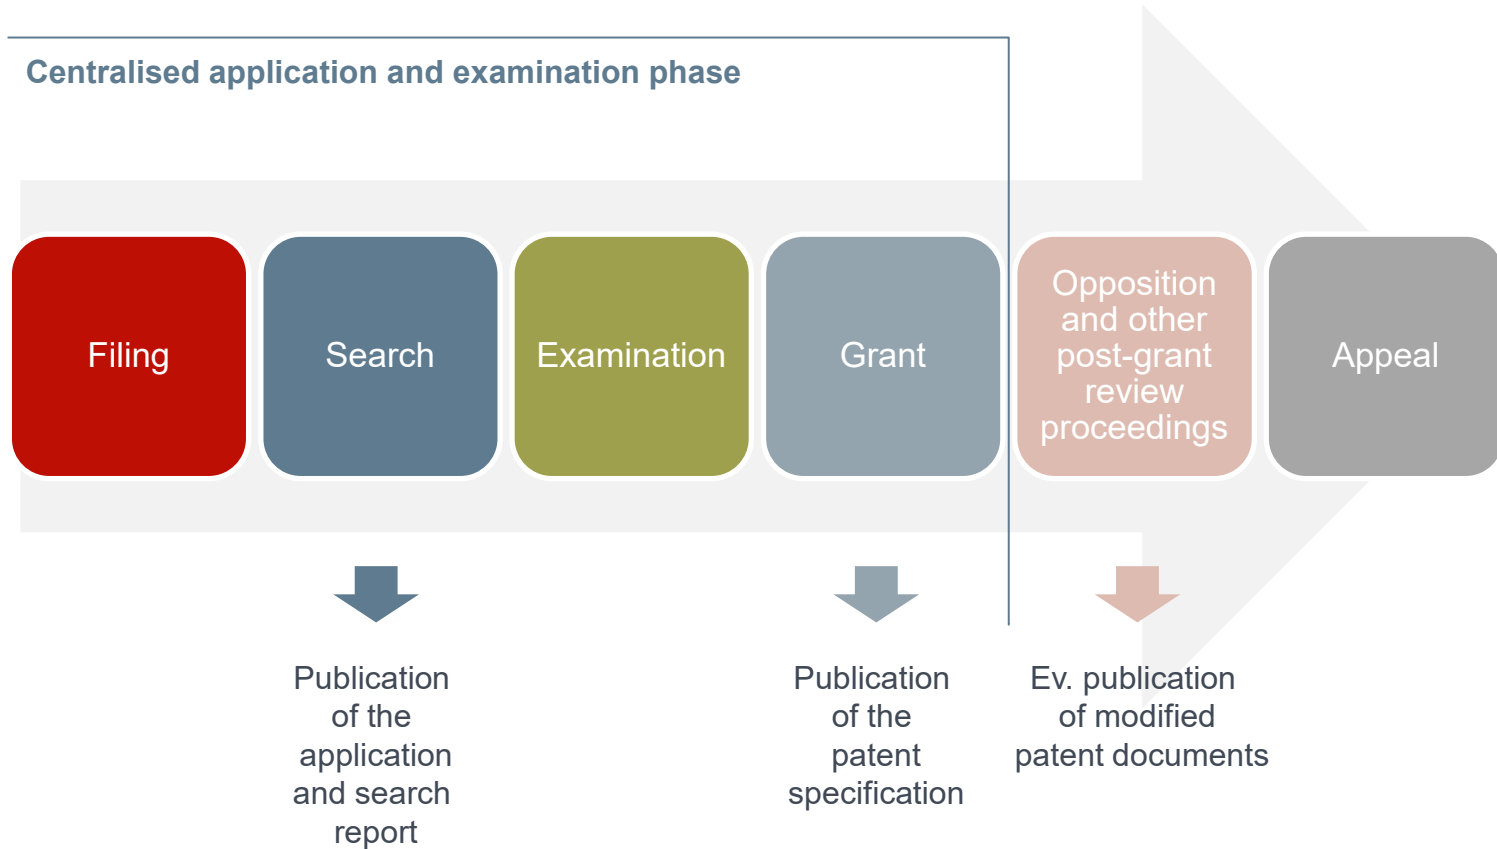 Centralised application and examination phase
Filing
Search
Examination
Grant
Opposition
and other
post-grant
review
proceedings
Appeal
Publication
of the
application
and search
report
Publication
of the
patent
specification
Ev. publication
of modified
patent documents